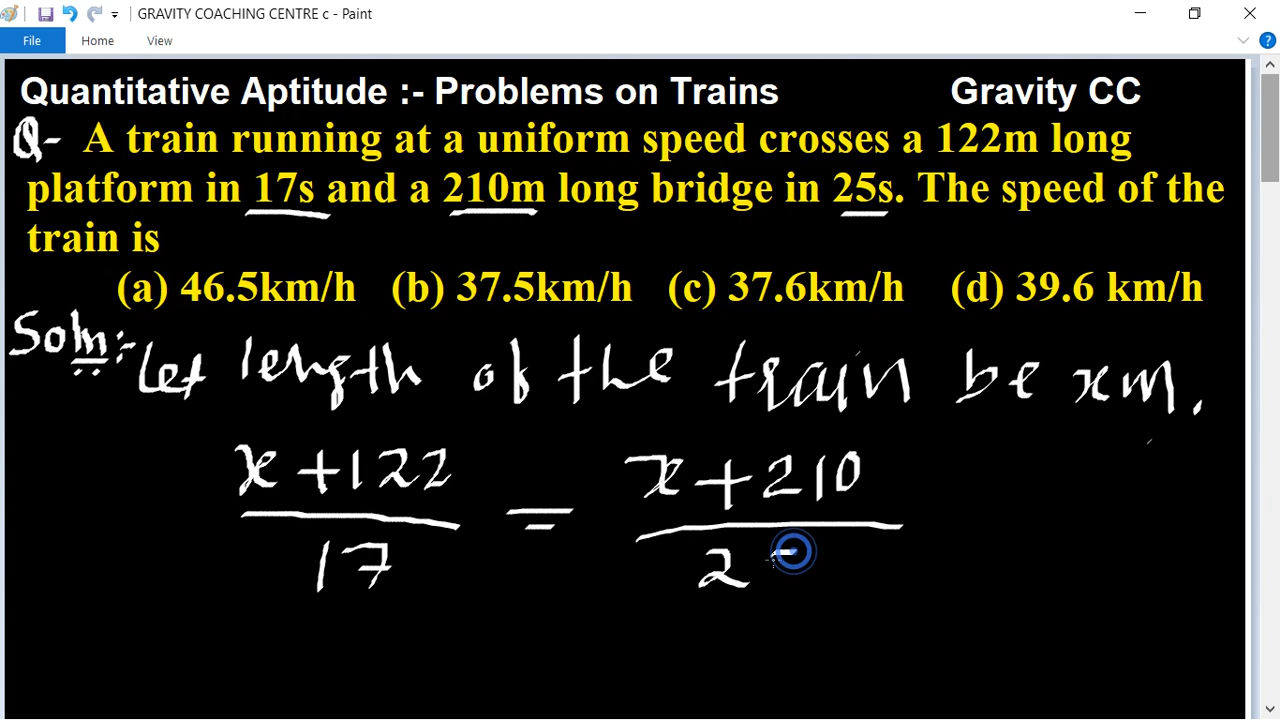 GRAVITY COACHING CENTRE c - Paint
File Home View
Quantitative Aptitude :- Problems on Trains Gravity CC
Q- A train running at a uniform speed crosses a 122m long
platform in 17s and a 210m long bridge in 25s. The speed of the
train is
(a) 46.5km/h (b) 37.5km/h (c) 37.6km/h (d) 39.6 km/h
Soln:- Let length of the train be xm.
x+122 = x+210
17 2